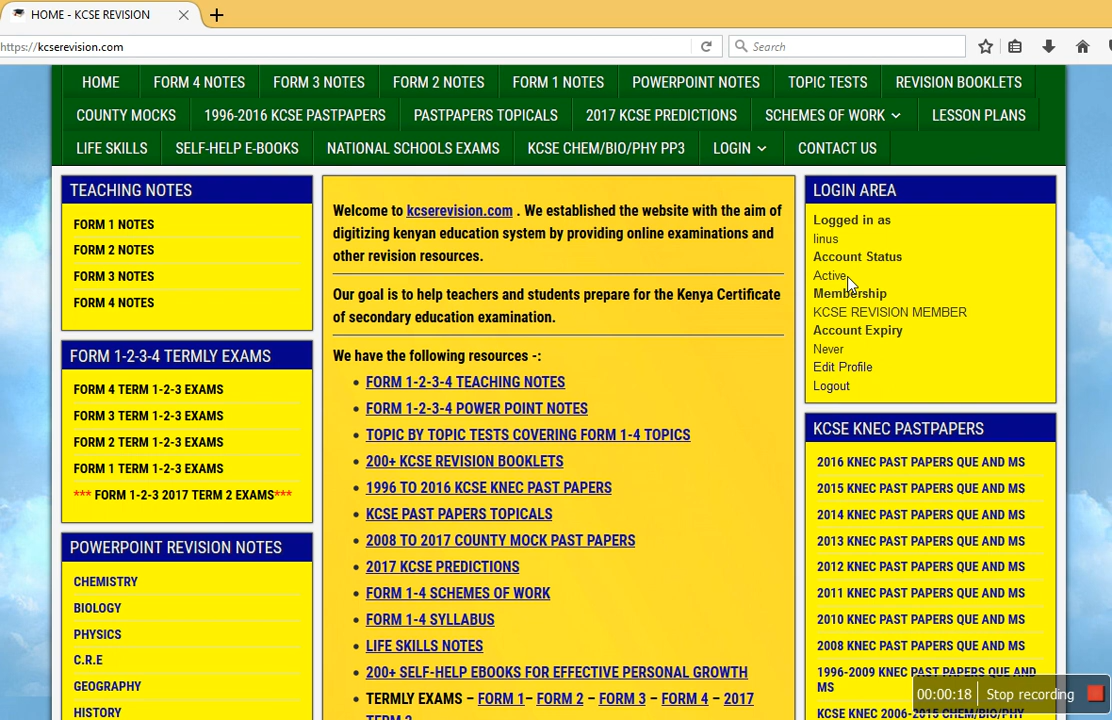 HOME - KCSE REVISION
https://kcserevision.com
Search
HOME
FORM 4 NOTES
FORM 3 NOTES
FORM 2 NOTES
FORM 1 NOTES
POWERPOINT NOTES
TOPIC TESTS
REVISION BOOKLETS
COUNTY MOCKS
1996-2016 KCSE PASTPAPERS
PASTPAPERS TOPICALS
2017 KCSE PREDICTIONS
SCHEMES OF WORK
LESSON PLANS
LIFE SKILLS
SELF-HELP E-BOOKS
NATIONAL SCHOOLS EXAMS
KCSE CHEM/BIO/PHY PP3
LOGIN
CONTACT US
TEACHING NOTES
FORM 1 NOTES
FORM 2 NOTES
FORM 3 NOTES
FORM 4 NOTES
FORM 1-2-3-4 TERMLY EXAMS
FORM 4 TERM 1-2-3 EXAMS
FORM 3 TERM 1-2-3 EXAMS
FORM 2 TERM 1-2-3 EXAMS
FORM 1 TERM 1-2-3 EXAMS
*** FORM 1-2-3 2017 TERM 2 EXAMS***
POWERPOINT REVISION NOTES
CHEMISTRY
BIOLOGY
PHYSICS
C.R.E
GEOGRAPHY
HISTORY
Welcome to kcserevision.com . We established the website with the aim of
digitizing kenyan education system by providing online examinations and
other revision resources.
Our goal is to help teachers and students prepare for the Kenya Certificate
of secondary education examination.
We have the following resources -:
FORM 1-2-3-4 TEACHING NOTES
FORM 1-2-3-4 POWER POINT NOTES
TOPIC BY TOPIC TESTS COVERING FORM 1-4 TOPICS
200+ KCSE REVISION BOOKLETS
1996 TO 2016 KCSE KNEC PAST PAPERS
KCSE PAST PAPERS TOPICALS
2008 TO 2017 COUNTY MOCK PAST PAPERS
2017 KCSE PREDICTIONS
FORM 1-4 SCHEMES OF WORK
FORM 1-4 SYLLABUS
LIFE SKILLS NOTES
200+ SELF-HELP EBOOKS FOR EFFECTIVE PERSONAL GROWTH
TERMLY EXAMS – FORM 1– FORM 2 – FORM 3 – FORM 4 – 2017
TERM 2
LOGIN AREA
Logged in as
linus
Account Status
Active
Membership
KCSE REVISION MEMBER
Account Expiry
Never
Edit Profile
Logout
KCSE KNEC PASTPAPERS
2016 KNEC PAST PAPERS QUE AND MS
2015 KNEC PAST PAPERS QUE AND MS
2014 KNEC PAST PAPERS QUE AND MS
2013 KNEC PAST PAPERS QUE AND MS
2012 KNEC PAST PAPERS QUE AND MS
2011 KNEC PAST PAPERS QUE AND MS
2010 KNEC PAST PAPERS QUE AND MS
2008 KNEC PAST PAPERS QUE AND MS
1996-2009 KNEC PAST PAPERS QUE AND
MS
KCSE KNEC 2006-2015 CHEM/BIO/PHY
00:00:18
Stop recording